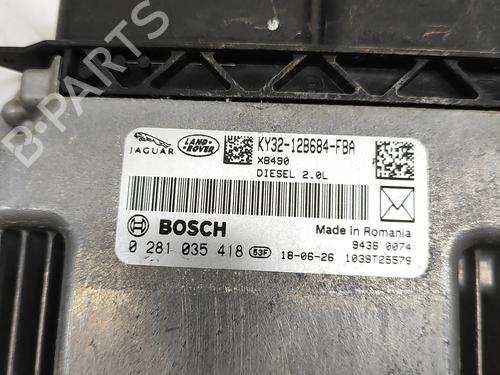 JAGUAR
LAND ROVER
KY32-12B684-FBA
XB490
DIESEL 2.0L
BOSCH
Made in Romania
9436 0074
0 281 035 418 53F 18-06-26 1039T25576
B-PARTS